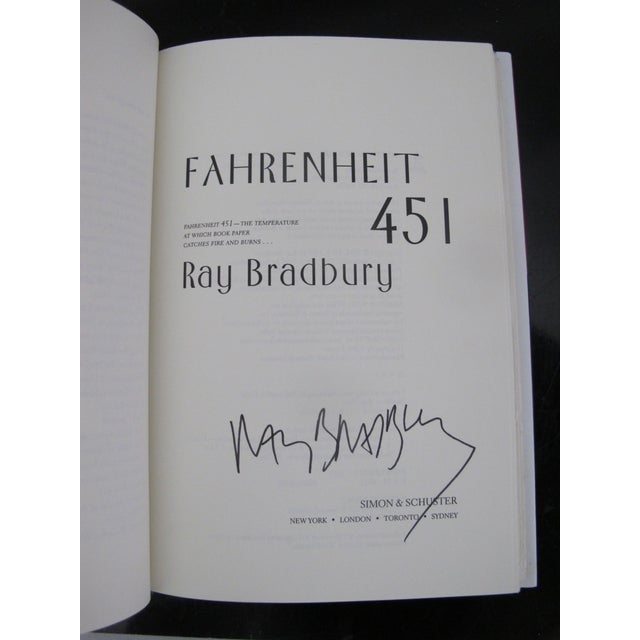 FAHRENHEIT
451
FAHRENHEIT 451—THE TEMPERATURE
AT WHICH BOOK PAPER
CATCHES FIRE AND BURNS . . .
Ray Bradbury
RAY BRADBURY
SIMON & SCHUSTER
NEW YORK • LONDON • TORONTO • SYDNEY